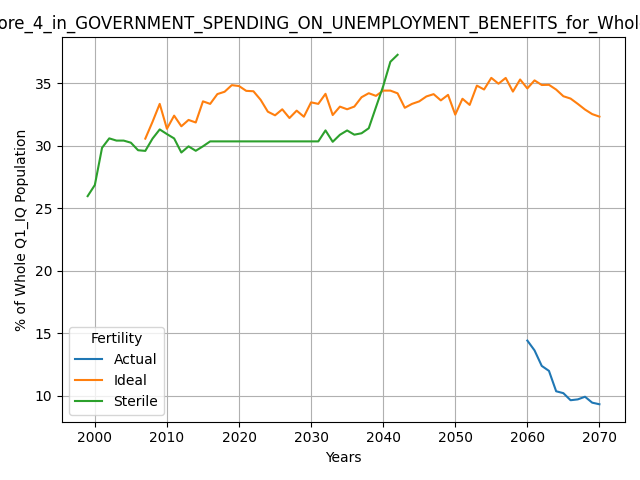 ore_4_in_GOVERNMENT_SPENDING_ON_UNEMPLOYMENT_BENEFITS_for_Whol
% of Whole Q1_IQ Population
35
30
25
20
15
10
Fertility
Actual
Ideal
Sterile
2000 2010 2020 2030 2040 2050 2060 2070
Years